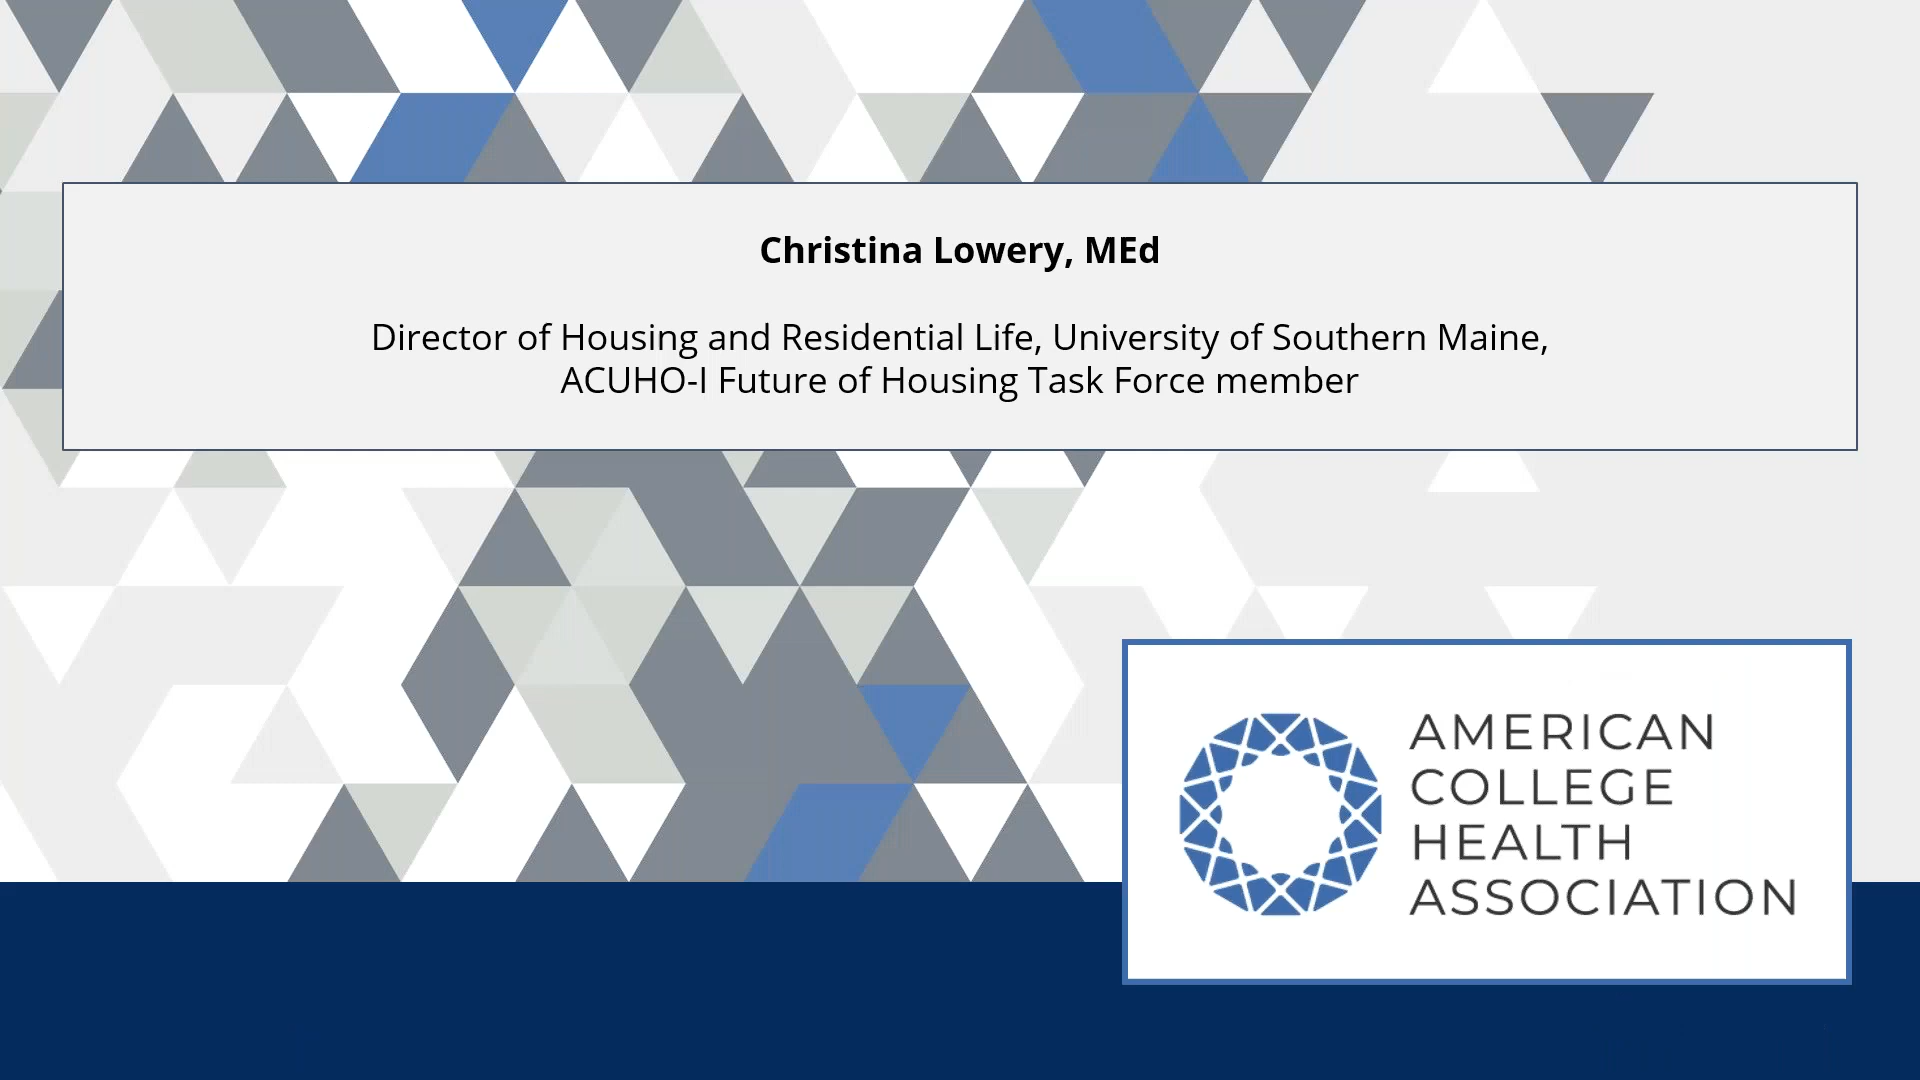 Christina Lowery, MEd
Director of Housing and Residential Life, University of Southern Maine,
ACUHO-I Future of Housing Task Force member
AMERICAN
COLLEGE
HEALTH
ASSOCIATION